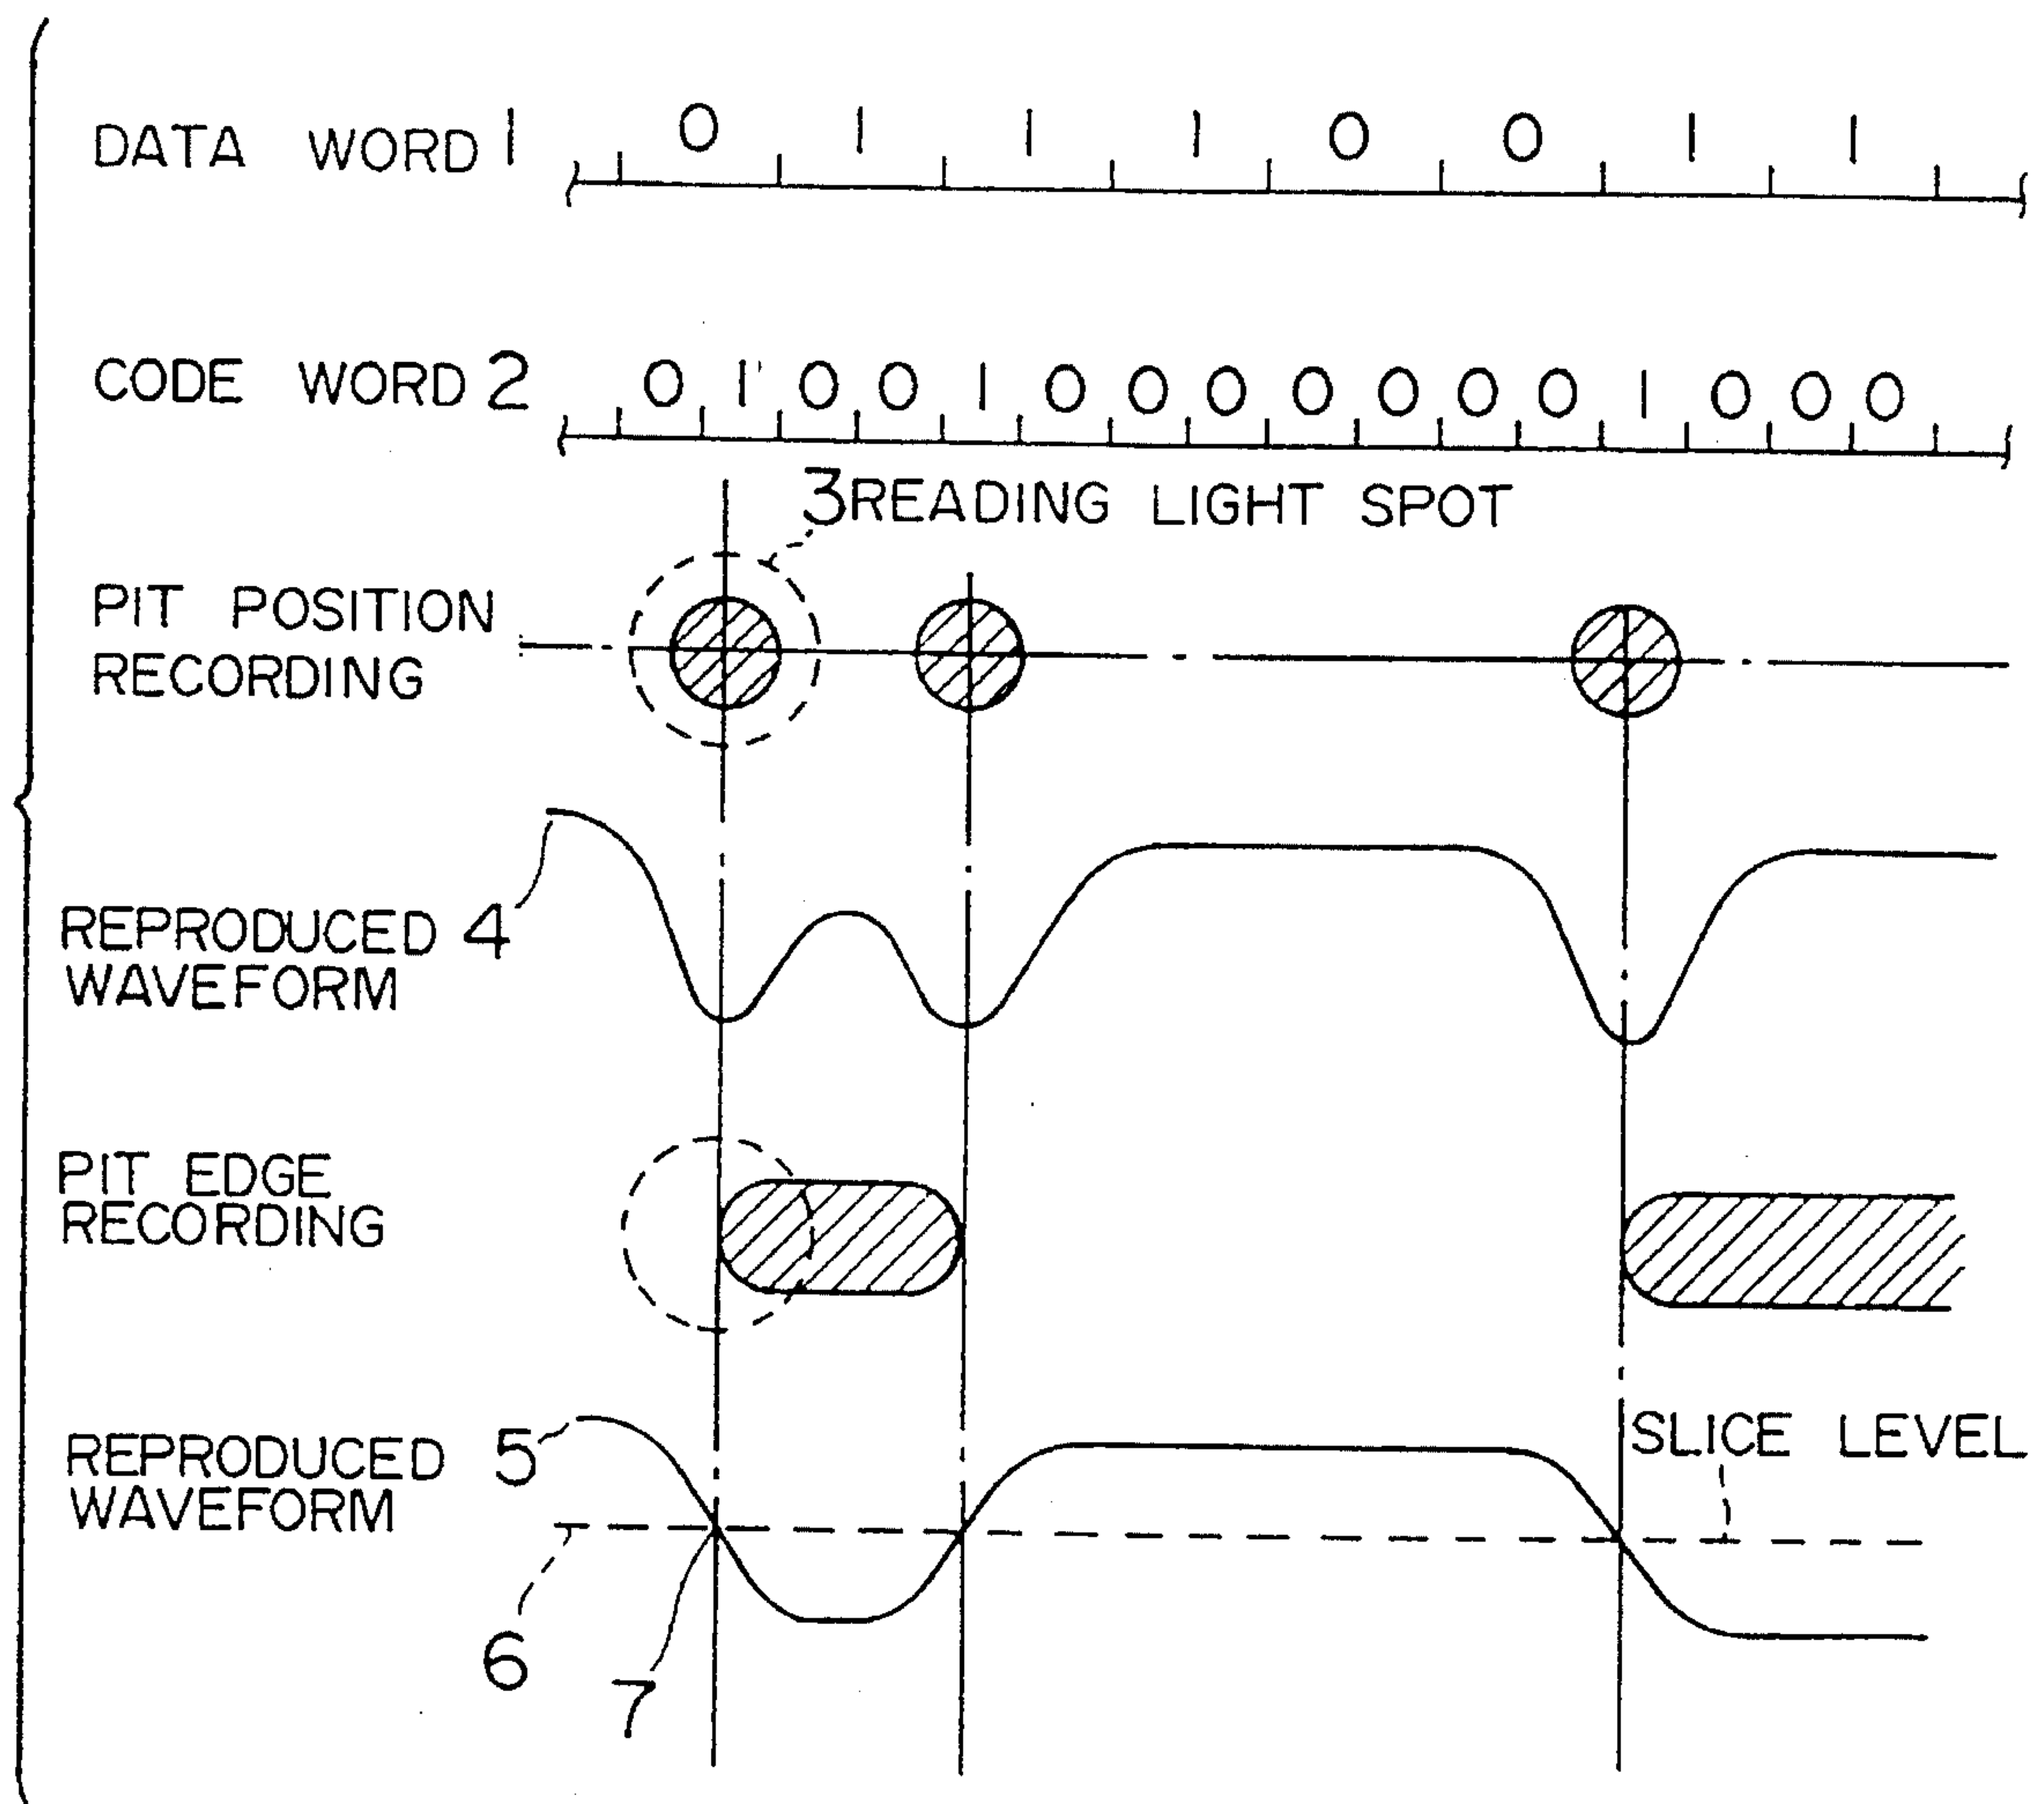 DATA WORD 1 0 1 1 1 0 0 1 1
CODE WORD 2 0 1 0 0 1 0 0 0 0 0 0 0 1 0 0 0
3 READING LIGHT SPOT
PIT POSITION
RECORDING
REPRODUCED 4
WAVEFORM
PIT EDGE
RECORDING
SLICE LEVEL
REPRODUCED 5
WAVEFORM
6
7